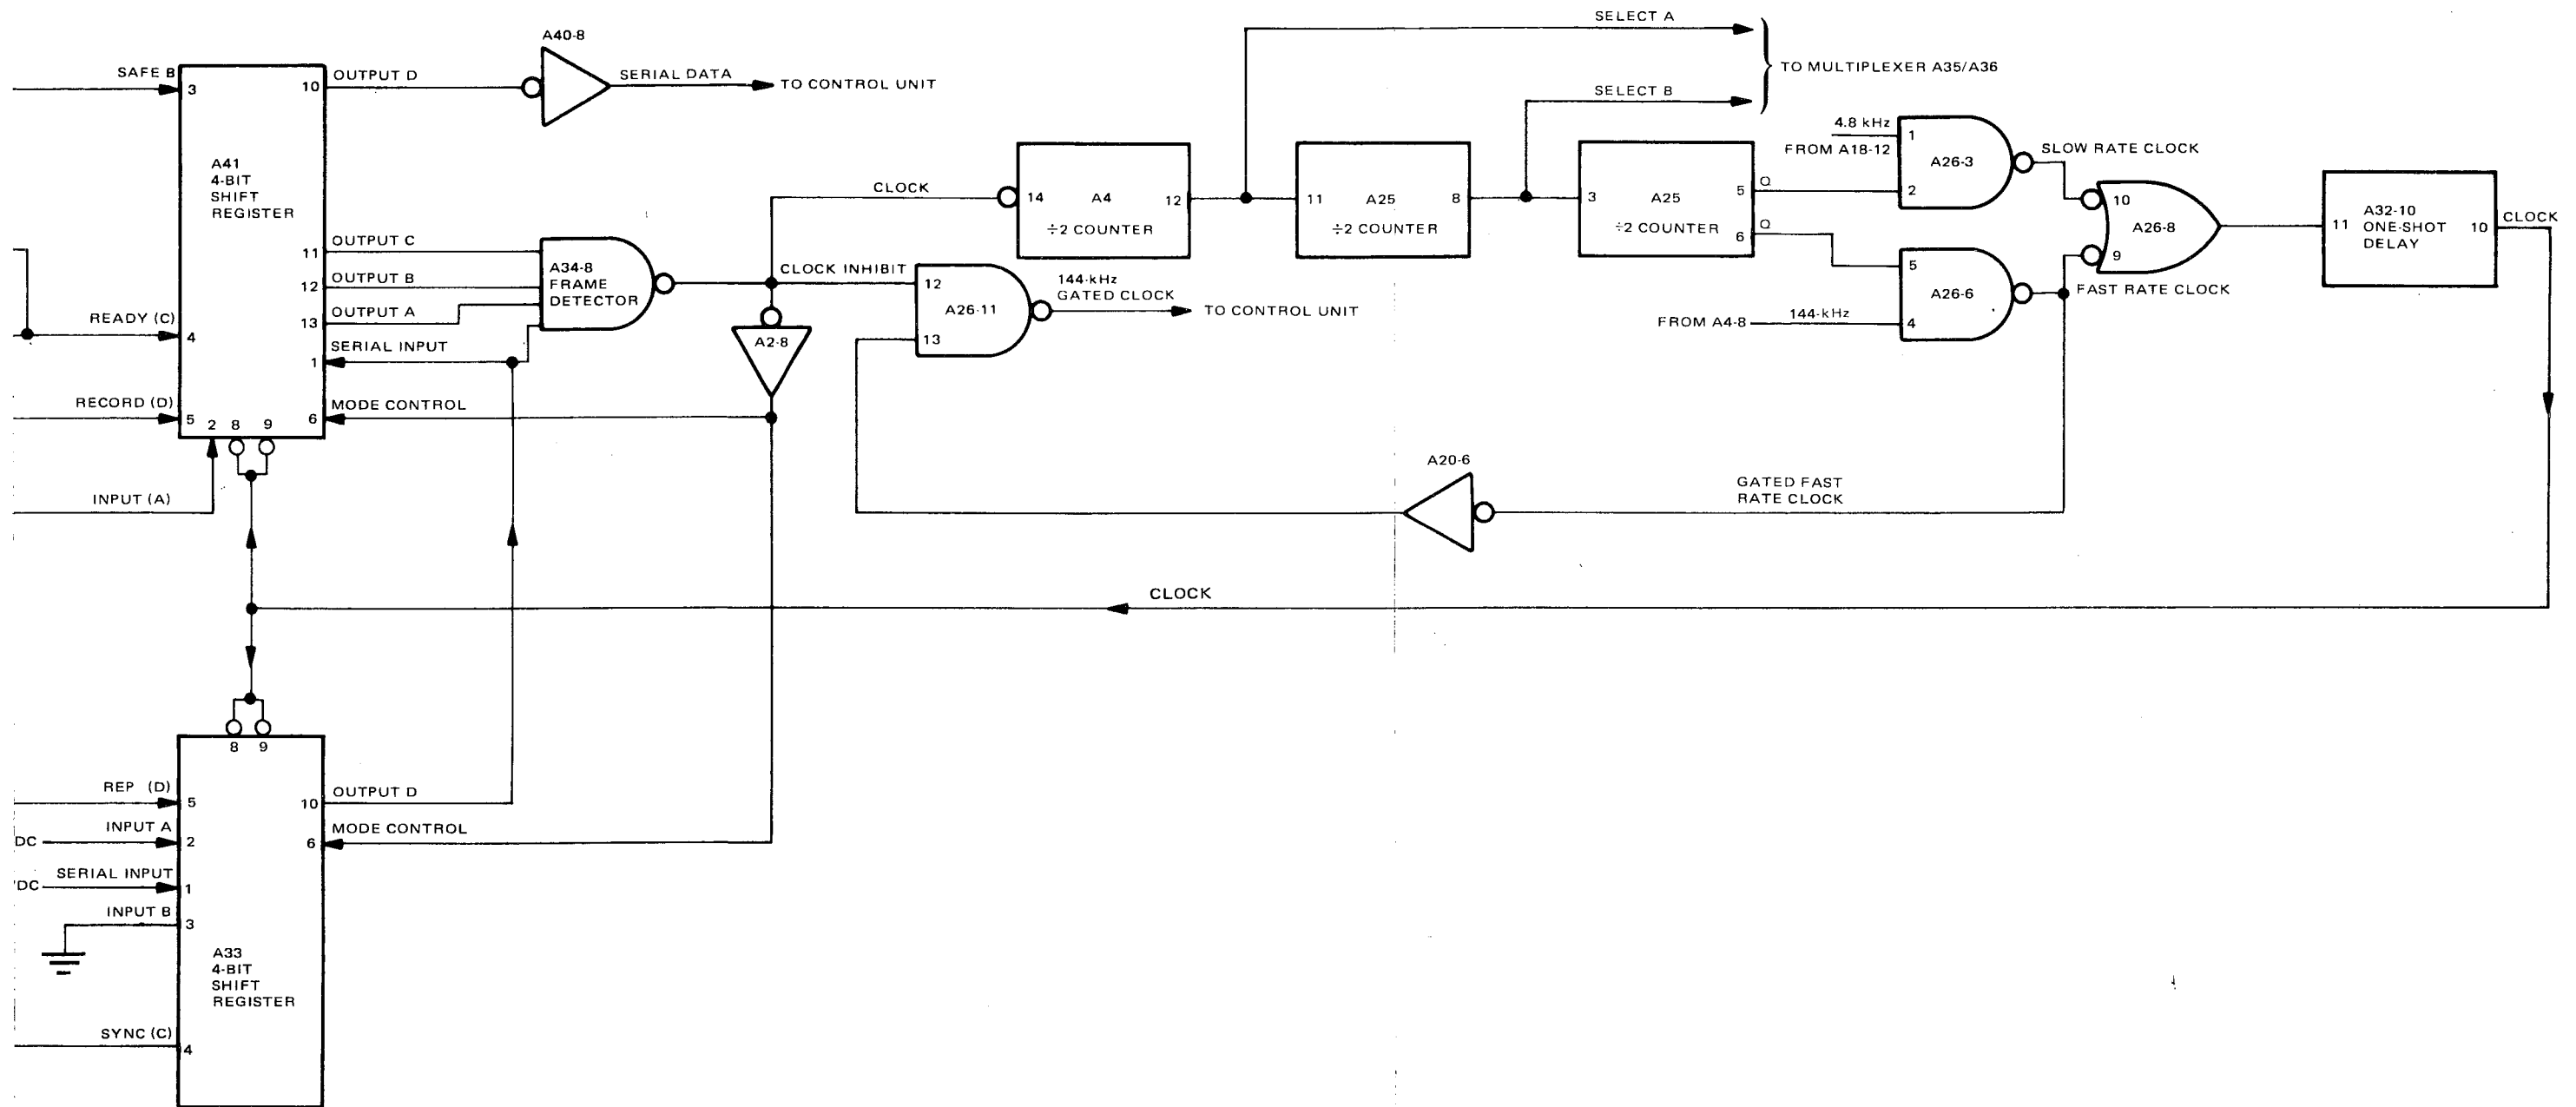 SELECT A
A40-8
SAFE B
3
10
OUTPUT D
SERIAL DATA
TO CONTROL UNIT
TO MULTIPLEXER A35/A36
SELECT B
4.8 kHz
FROM A18-12
1
2
A26-3
SLOW RATE CLOCK
A41
4-BIT
SHIFT
REGISTER
CLOCK
14
A4
÷2 COUNTER
12
11
A25
÷2 COUNTER
8
3
A25
÷2 COUNTER
5
Q
6
Q
10
9
A26-8
11
A32-10
ONE-SHOT
DELAY
10
CLOCK
11
OUTPUT C
12
OUTPUT B
13
OUTPUT A
A34-8
FRAME
DETECTOR
CLOCK INHIBIT
12
13
A26-11
144-kHz
GATED CLOCK
TO CONTROL UNIT
5
4
A26-6
FAST RATE CLOCK
FROM A4-8
144-kHz
READY (C)
4
SERIAL INPUT
1
A2-8
RECORD (D)
5
2
8
9
6
MODE CONTROL
A20-6
GATED FAST
RATE CLOCK
INPUT (A)
CLOCK
8
9
REP (D)
5
10
OUTPUT D
INPUT A
DC
2
6
MODE CONTROL
SERIAL INPUT
DC
1
INPUT B
3
A33
4-BIT
SHIFT
REGISTER
SYNC (C)
4